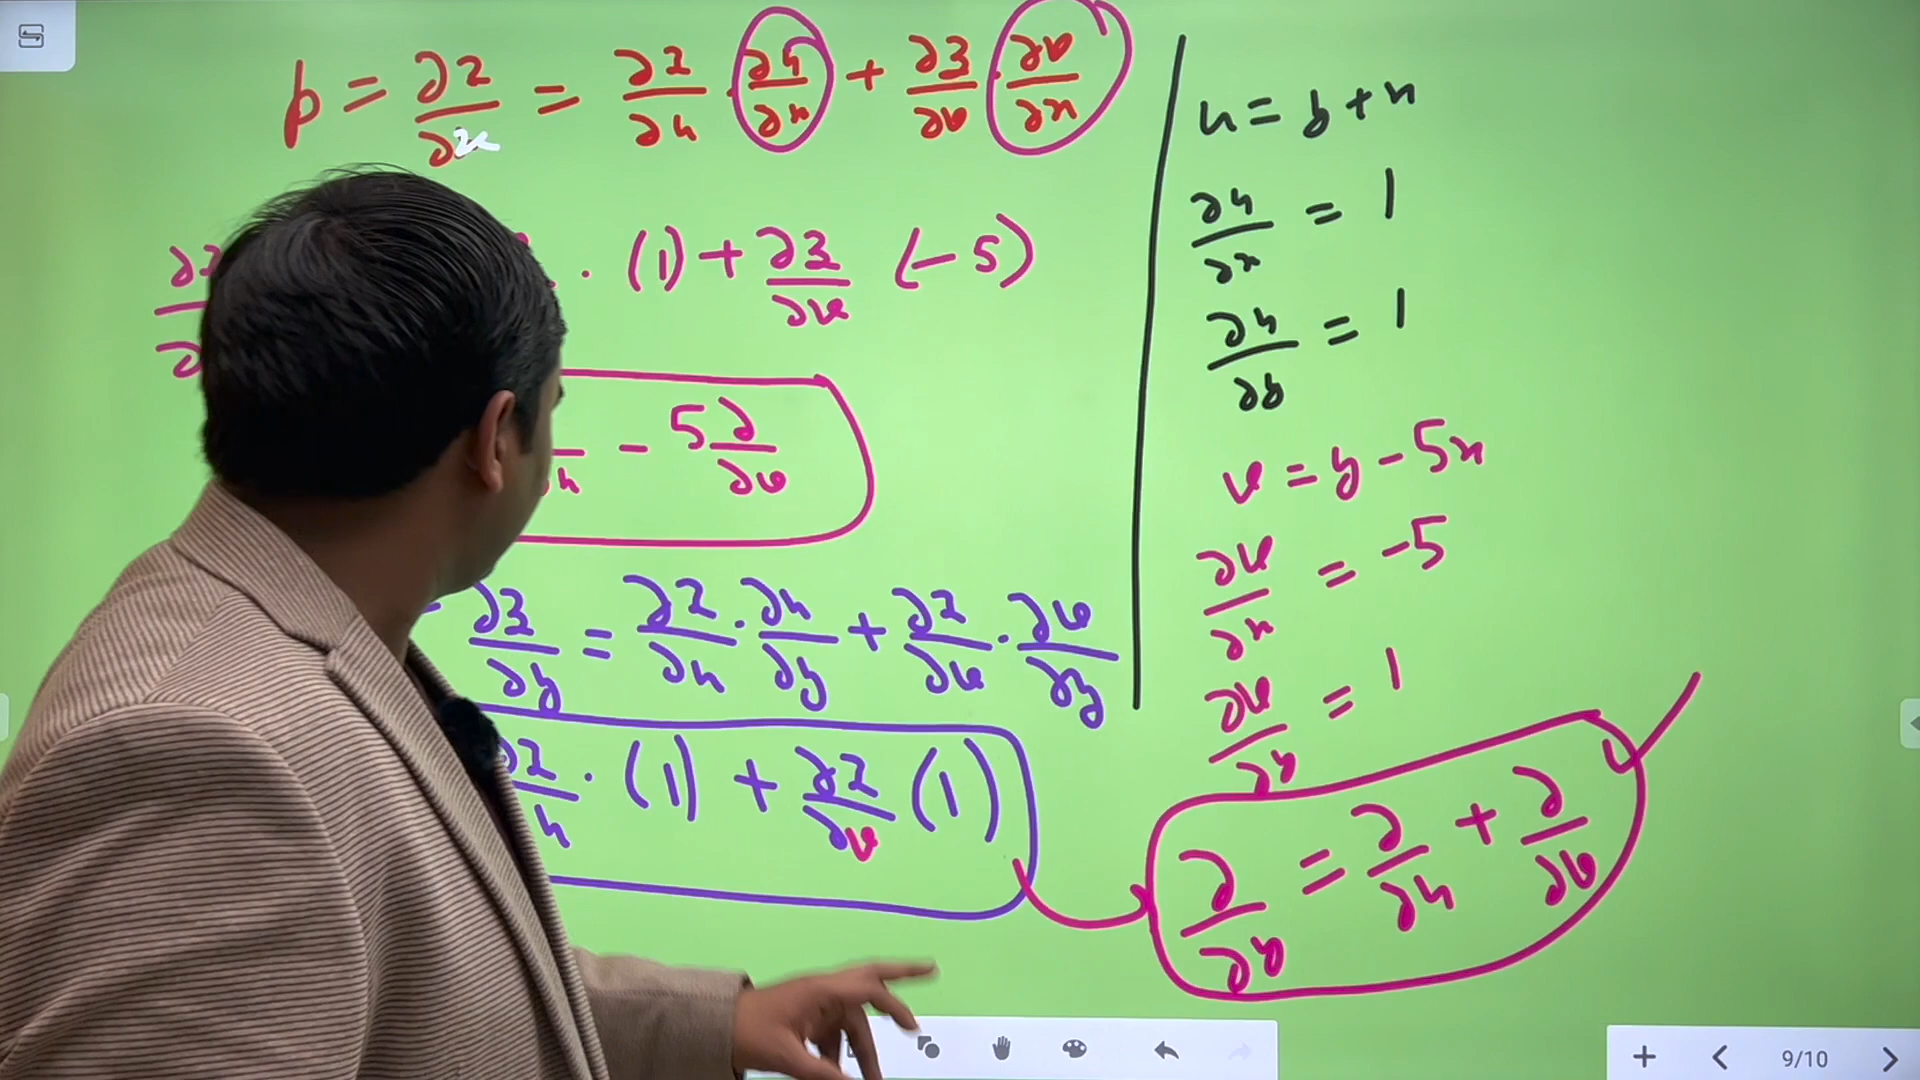 p = ∂z/∂x = ∂z/∂u · ∂u/∂x + ∂z/∂v · ∂v/∂x
· (1) + ∂z/∂v (-5)
- 5 ∂/∂v
∂z/∂y = ∂z/∂u · ∂u/∂y + ∂z/∂v · ∂v/∂y
∂z/∂u · (1) + ∂z/∂v (1)
u = y + x
∂u/∂x = 1
∂u/∂y = 1
v = y - 5x
∂v/∂x = -5
∂v/∂y = 1
∂/∂y = ∂/∂u + ∂/∂v
9/10